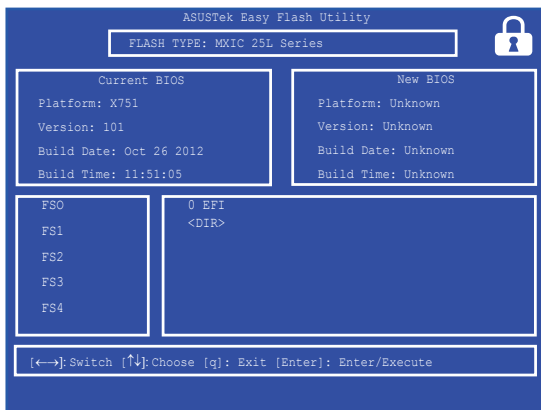 ASUSTek Easy Flash Utility
FLASH TYPE: MXIC 25L Series
Current BIOS
Platform: X751
Version: 101
Build Date: Oct 26 2012
Build Time: 11:51:05
New BIOS
Platform: Unknown
Version: Unknown
Build Date: Unknown
Build Time: Unknown
FSO
FS1
FS2
FS3
FS4
0 EFI
<DIR>
[←→]: Switch [↑↓]: Choose [q]: Exit [Enter]: Enter/Execute